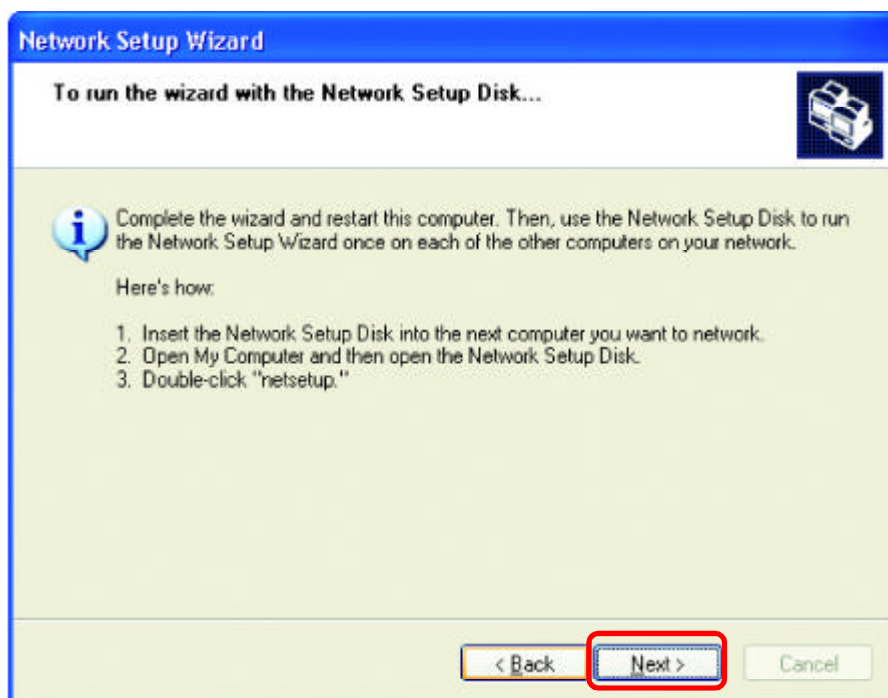 Network Setup Wizard
To run the wizard with the Network Setup Disk...
Complete the wizard and restart this computer. Then, use the Network Setup Disk to run
the Network Setup Wizard once on each of the other computers on your network.
Here's how:
1. Insert the Network Setup Disk into the next computer you want to network.
2. Open My Computer and then open the Network Setup Disk.
3. Double-click "netsetup."
< Back
Next >
Cancel